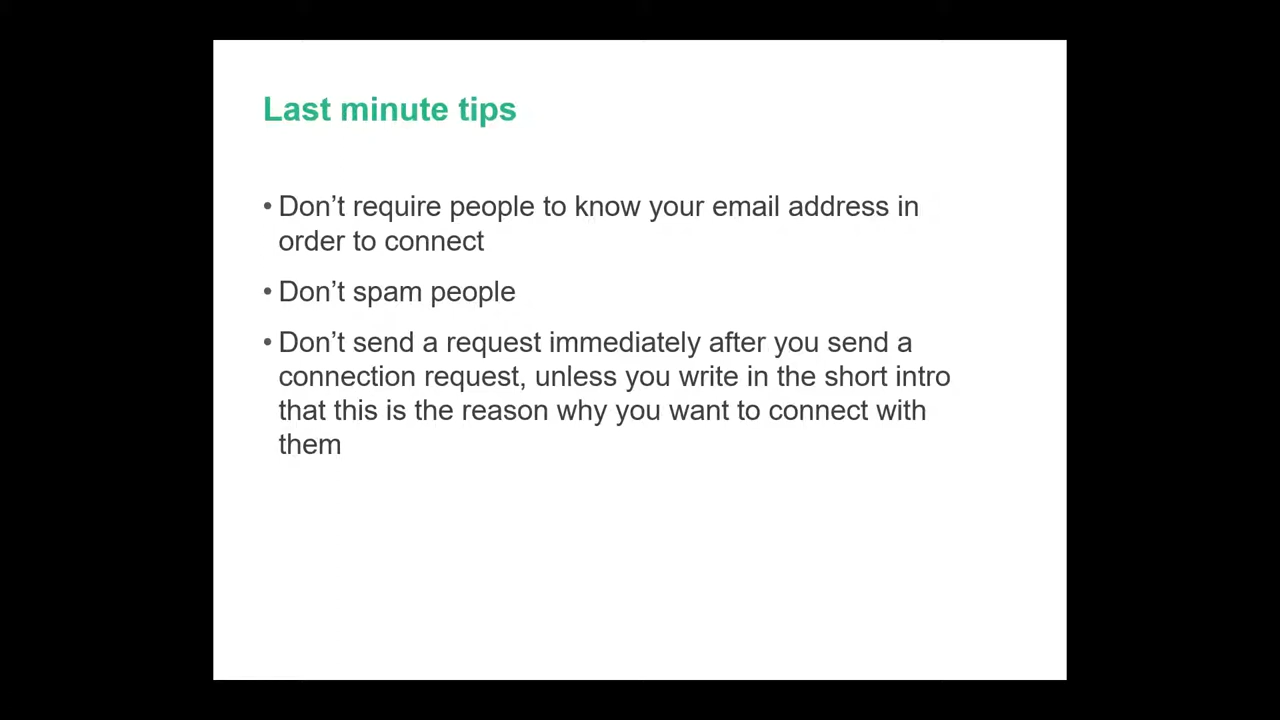 Last minute tips
• Don’t require people to know your email address in
order to connect
• Don’t spam people
• Don’t send a request immediately after you send a
connection request, unless you write in the short intro
that this is the reason why you want to connect with
them